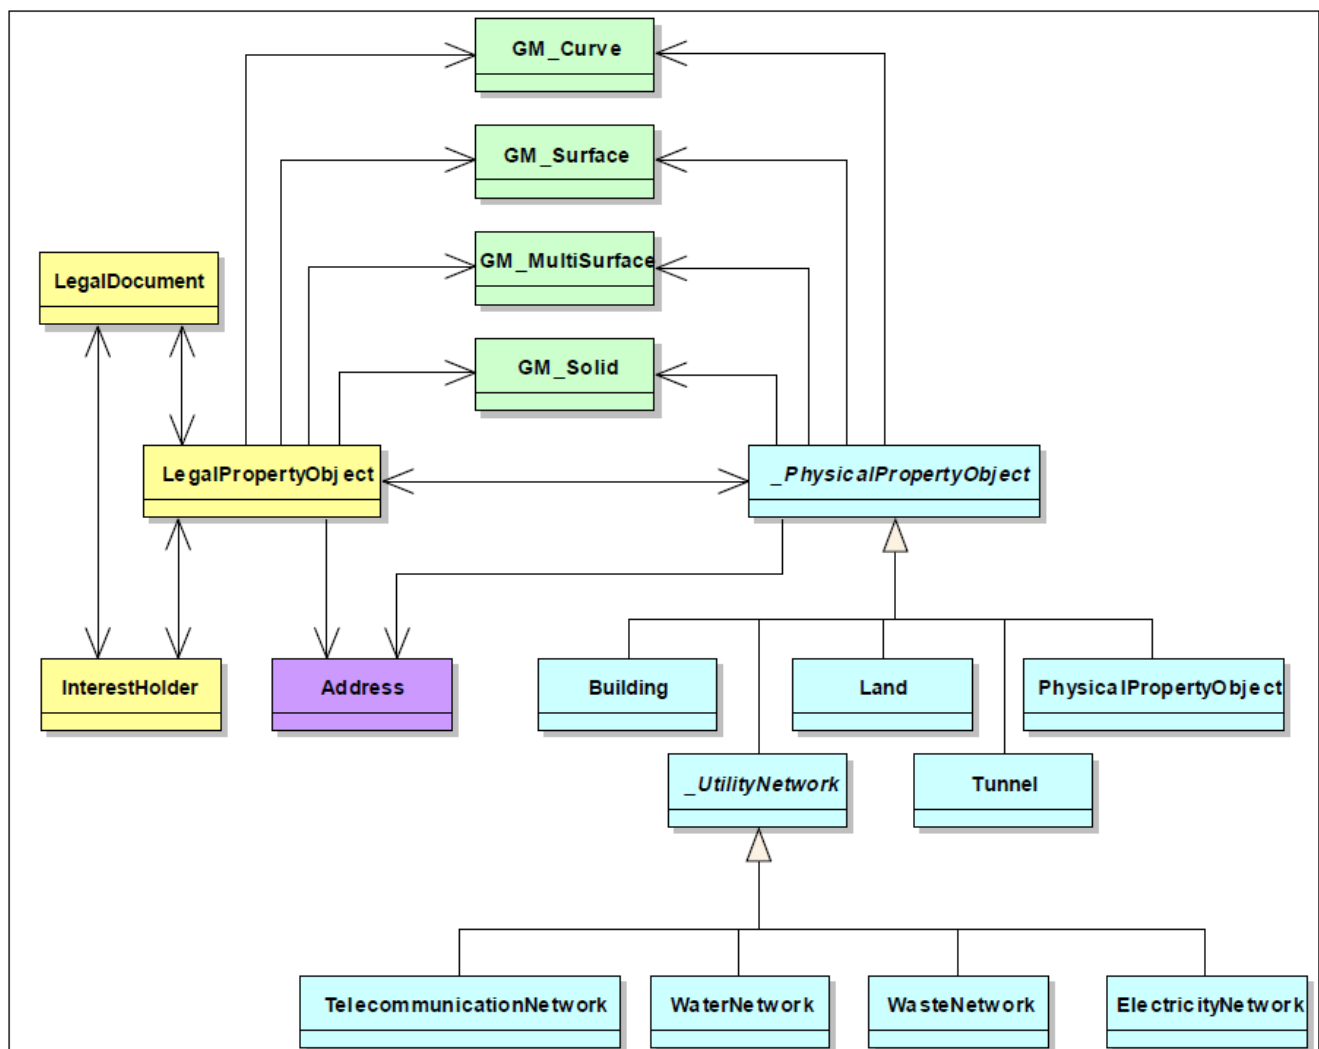 GM_Curve
GM_Surface
GM_MultiSurface
LegalDocument
GM_Solid
LegalPropertyObject
_PhysicalPropertyObject
InterestHolder
Address
Building
Land
PhysicalPropertyObject
_UtilityNetwork
Tunnel
TelecommunicationNetwork
WaterNetwork
WasteNetwork
ElectricityNetwork